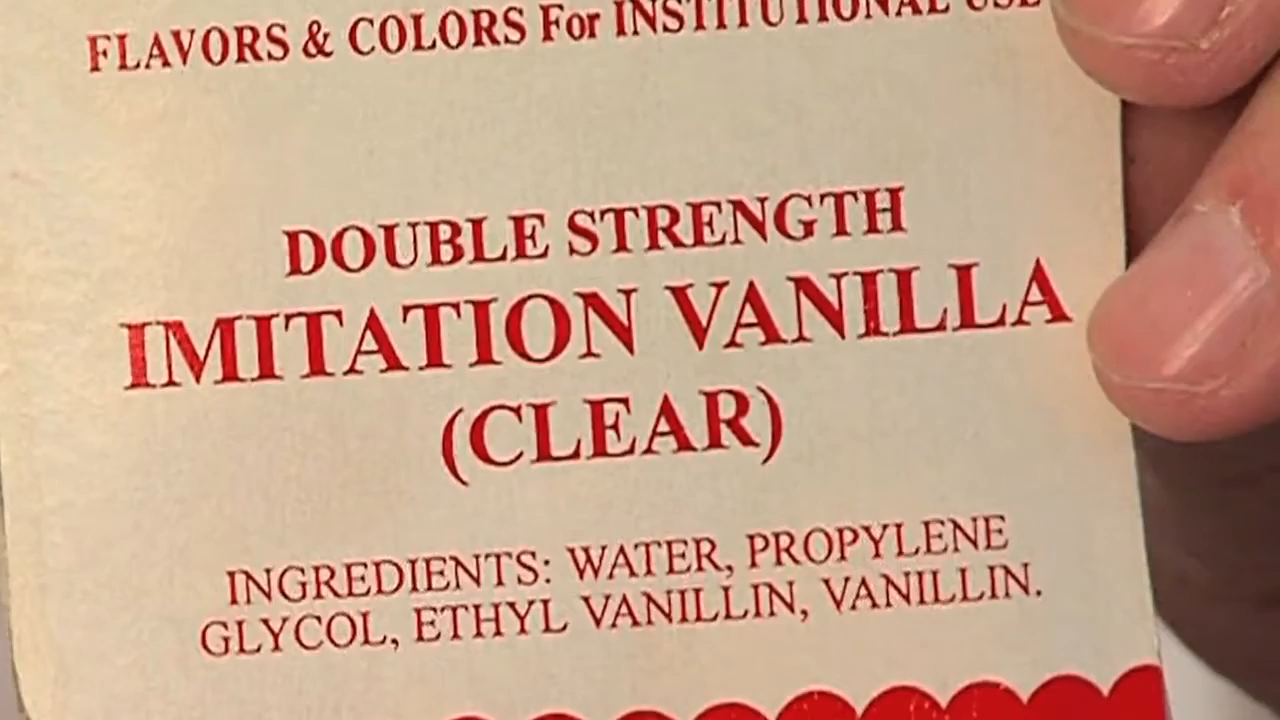 FLAVORS & COLORS For INSTITUTIONAL USE
DOUBLE STRENGTH
IMITATION VANILLA
(CLEAR)
INGREDIENTS: WATER, PROPYLENE
GLYCOL, ETHYL VANILLIN, VANILLIN.